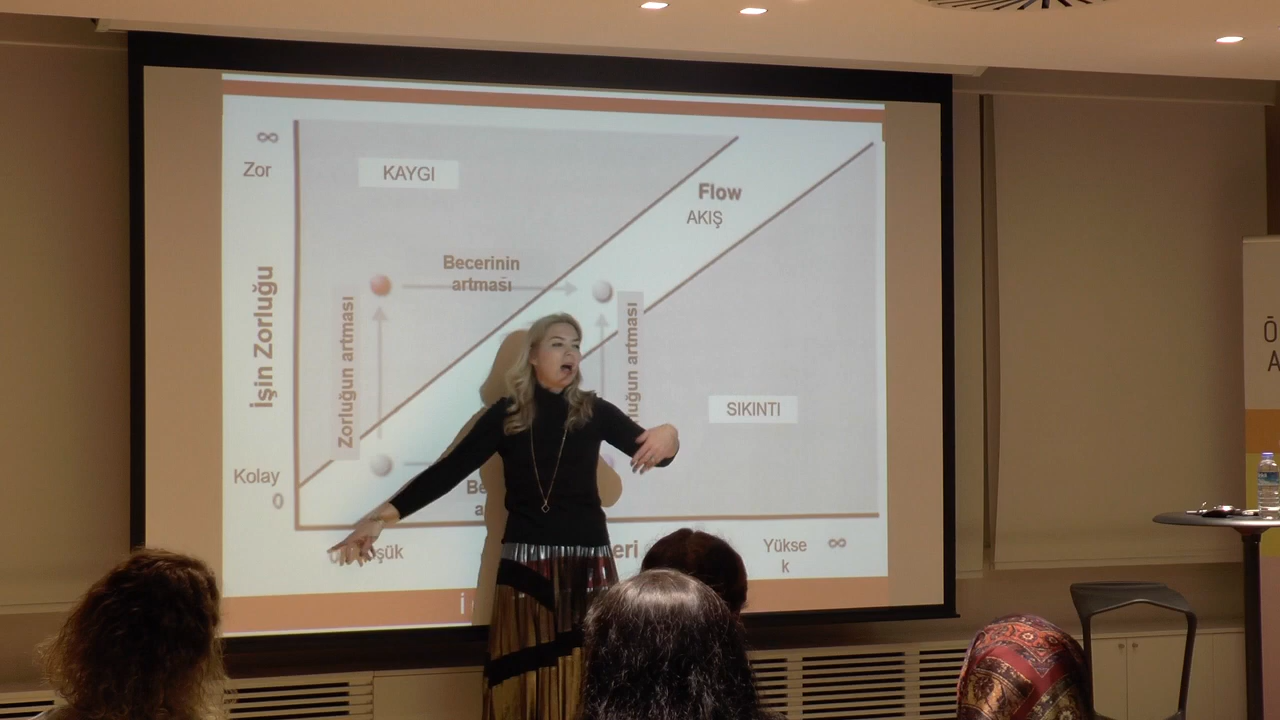 ∞
Zor
KAYGI
Flow
AKIŞ
Becerinin
artması
İşin Zorluğu
Zorluğun artması
SIKINTI
Kolay
0
Yükse
k
∞